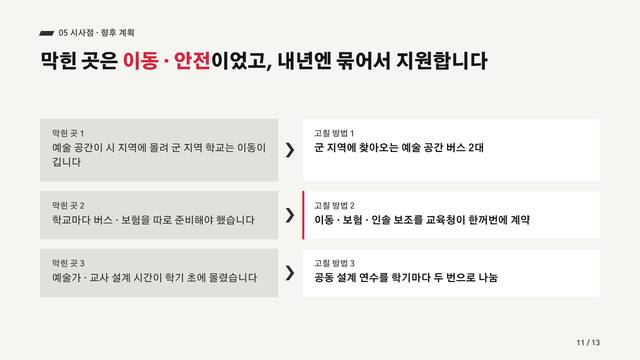 05 시사점 · 향후 계획
막힌 곳은 이동 · 안전이었고, 내년엔 묶어서 지원합니다
막힌 곳 1
예술 공간이 시 지역에 몰려 군 지역 학교는 이동이
깁니다
고칠 방법 1
군 지역에 찾아오는 예술 공간 버스 2대
막힌 곳 2
학교마다 버스 · 보험을 따로 준비해야 했습니다
고칠 방법 2
이동 · 보험 · 인솔 보조를 교육청이 한꺼번에 계약
막힌 곳 3
예술가 · 교사 설계 시간이 학기 초에 몰렸습니다
고칠 방법 3
공동 설계 연수를 학기마다 두 번으로 나눔
11 / 13